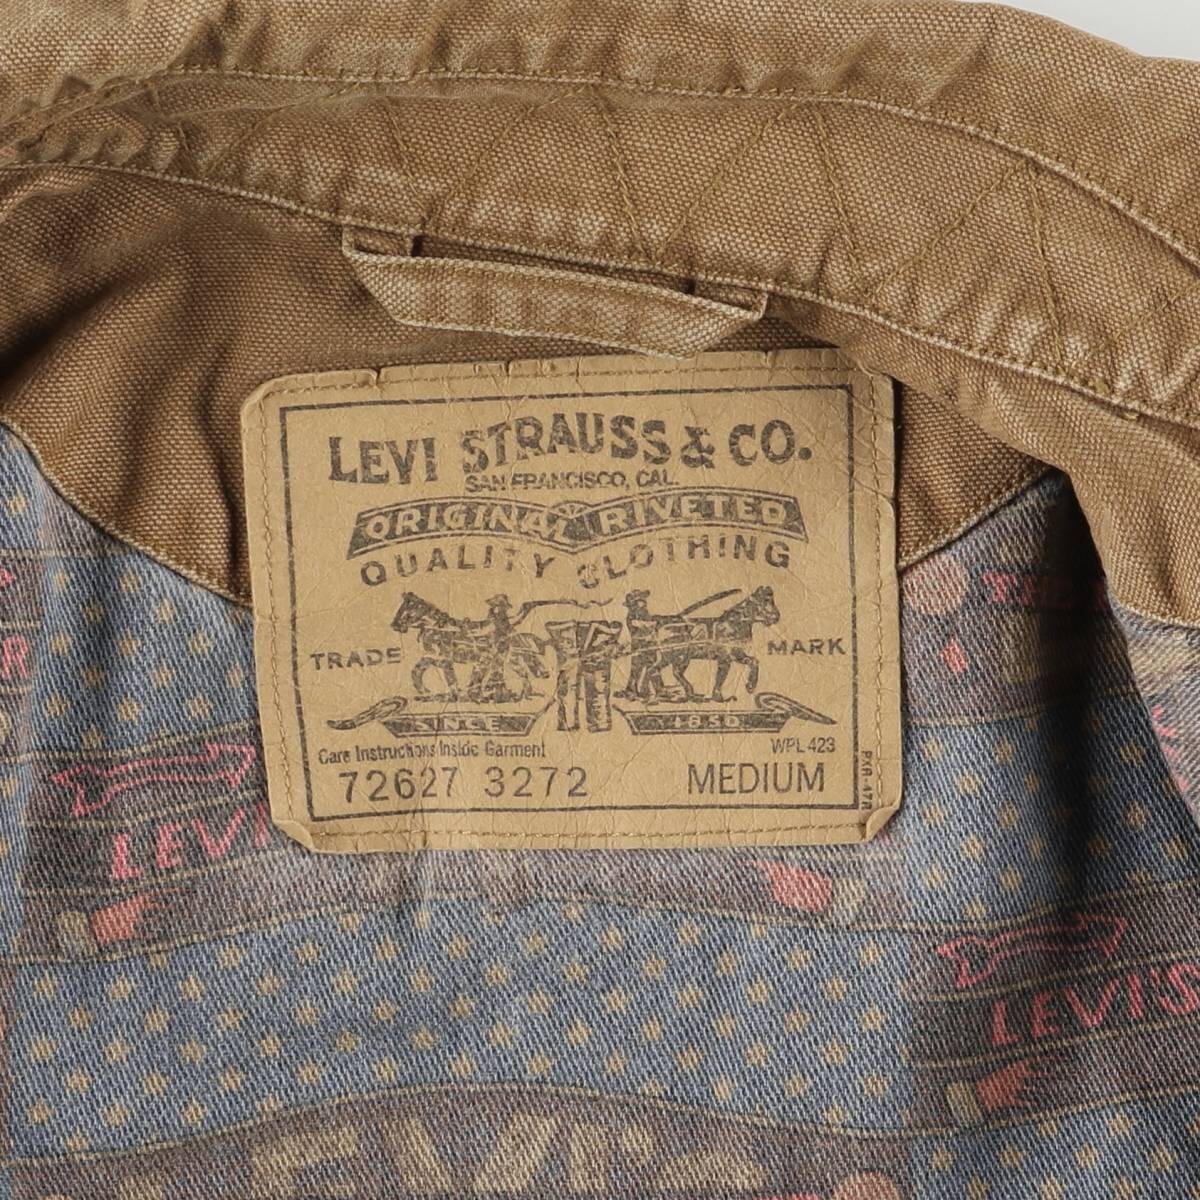 LEVI STRAUSS & CO.
SAN FRANCISCO, CAL.
ORIGINAL RIVETED
QUALITY CLOTHING
TRADE MARK
SINCE 1850
Care Instructions Inside Garment WPL 423
72627 3272 MEDIUM
LEVI'S
LEVI'S
LEVI'S